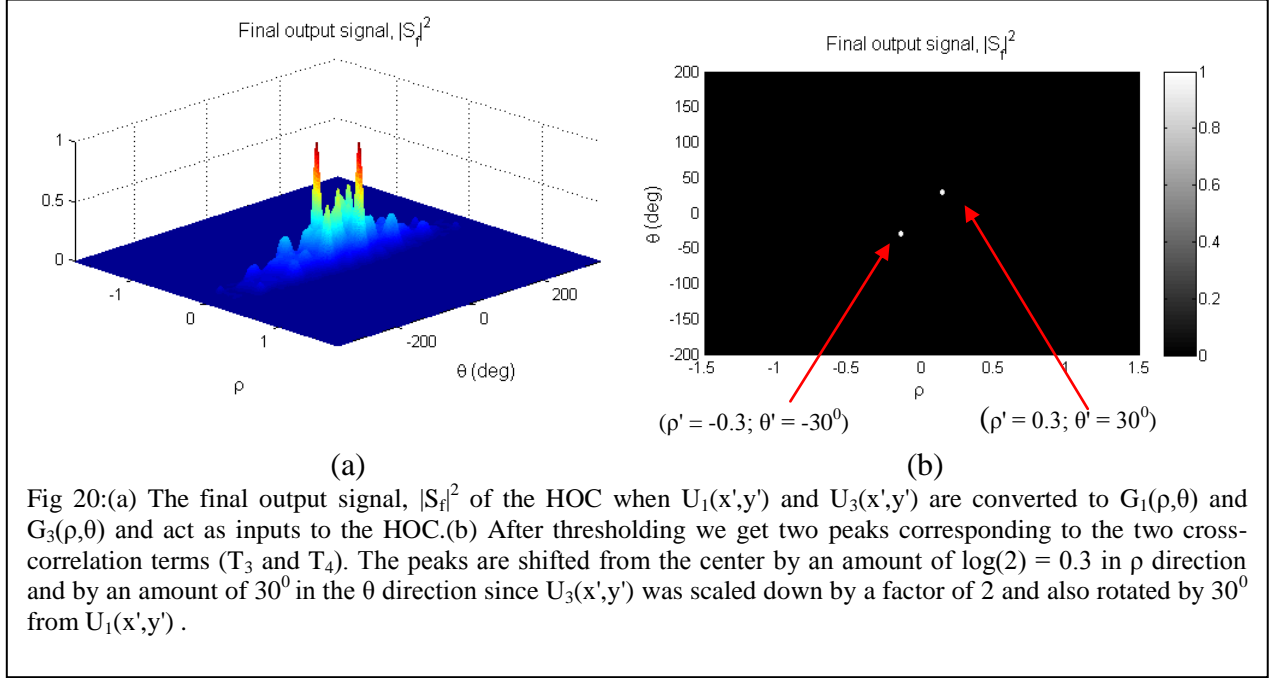 Final output signal, |S_f|²
1
0.5
0
-1
0
1
ρ
-200
0
200
θ (deg)
Final output signal, |S_f|²
200
150
100
50
0
-50
-100
-150
-200
θ (deg)
-1.5
-1
-0.5
0
0.5
1
1.5
ρ
1
0.8
0.6
0.4
0.2
0
(ρ' = -0.3; θ' = -30⁰)
(ρ' = 0.3; θ' = 30⁰)
(a)
(b)
Fig 20:(a) The final output signal, |S_f|² of the HOC when U₁(x',y') and U₃(x',y') are converted to G₁(ρ,θ) and
G₃(ρ,θ) and act as inputs to the HOC.(b) After thresholding we get two peaks corresponding to the two cross-
correlation terms (T₃ and T₄). The peaks are shifted from the center by an amount of log(2) = 0.3 in ρ direction
and by an amount of 30⁰ in the θ direction since U₃(x',y') was scaled down by a factor of 2 and also rotated by 30⁰
from U₁(x',y') .